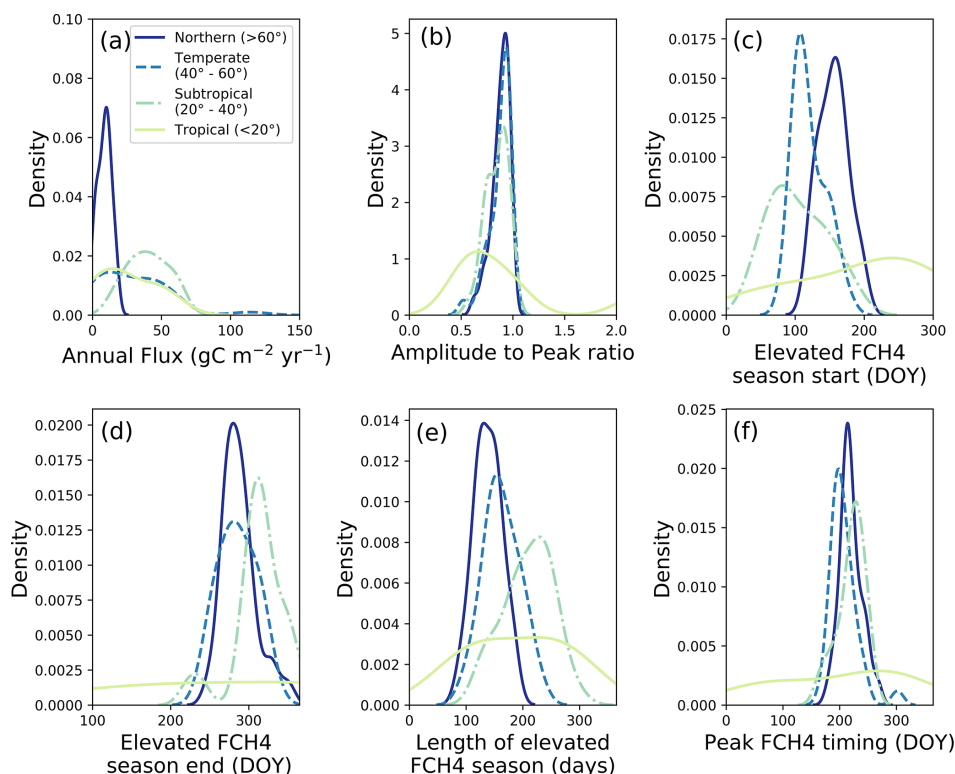 (a)
Northern (>60°)
Temperate
(40° - 60°)
Subtropical
(20° - 40°)
Tropical (<20°)
0.10
0.08
0.06
0.04
0.02
0.00
Density
0
50
100
150
Annual Flux (gC m⁻² yr⁻¹)
(b)
5
4
3
2
1
0
Density
0.0
0.5
1.0
1.5
2.0
Amplitude to Peak ratio
(c)
0.0175
0.0150
0.0125
0.0100
0.0075
0.0050
0.0025
0.0000
Density
0
100
200
300
Elevated FCH4
season start (DOY)
(d)
0.0200
0.0175
0.0150
0.0125
0.0100
0.0075
0.0050
0.0025
0.0000
Density
100
200
300
Elevated FCH4
season end (DOY)
(e)
0.014
0.012
0.010
0.008
0.006
0.004
0.002
0.000
Density
0
100
200
300
Length of elevated
FCH4 season (days)
(f)
0.025
0.020
0.015
0.010
0.005
0.000
Density
0
100
200
300
Peak FCH4 timing (DOY)